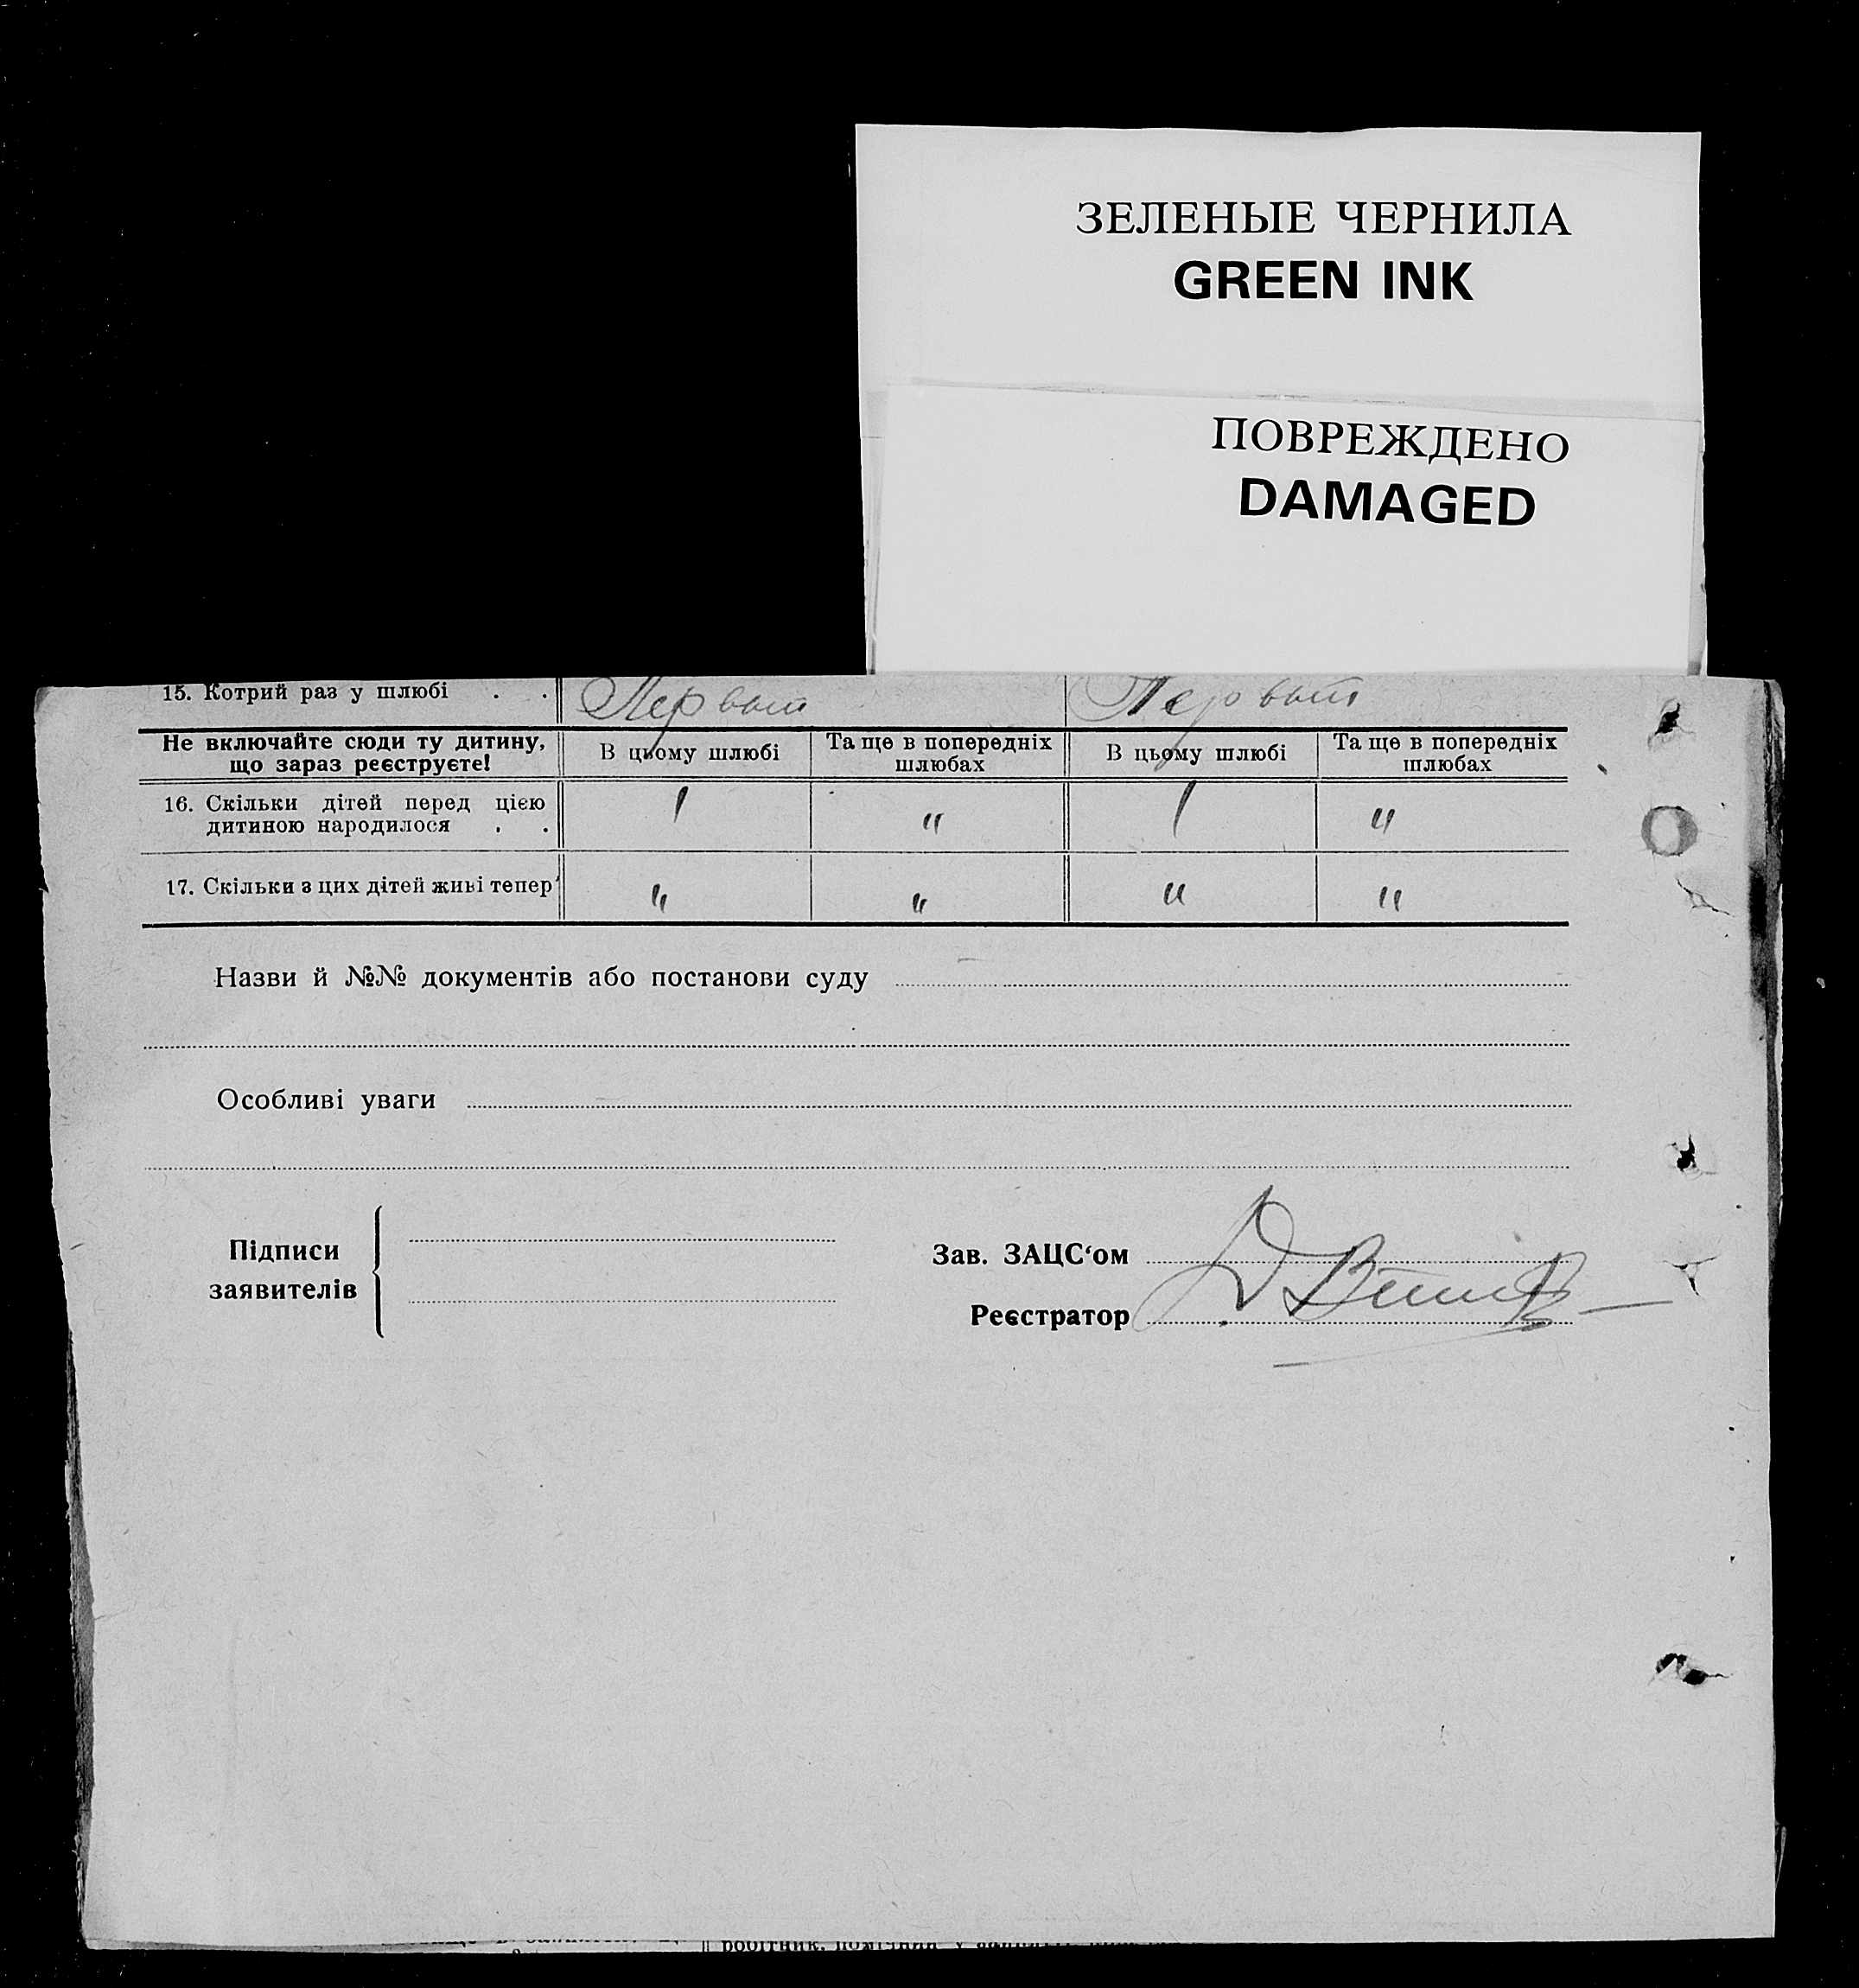 ЗЕЛЕНЫЕ ЧЕРНИЛА
GREEN INK
ПОВРЕЖДЕНО
DAMAGED
15. Котрий раз у шлюбі . . Первый Первый
Не включайте сюди ту дитину, що зараз реєструєте! В цьому шлюбі Та ще в попередніх шлюбах В цьому шлюбі Та ще в попередніх шлюбах
16. Скільки дітей перед цією
дитиною народилося . . 1 " 1 "
17. Скільки з цих дітей живі тепер " " " "
Назви й №№ документів або постанови суду
Особливі уваги
Підписи
заявителів
Зав. ЗАЦС‘ом
Реєстратор